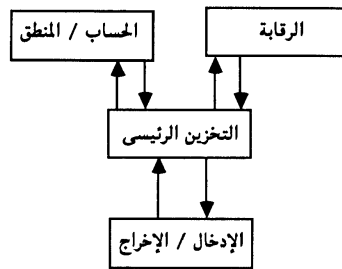 الرقابة
الحساب / المنطق
التخزين الرئيسى
الإدخال / الإخراج